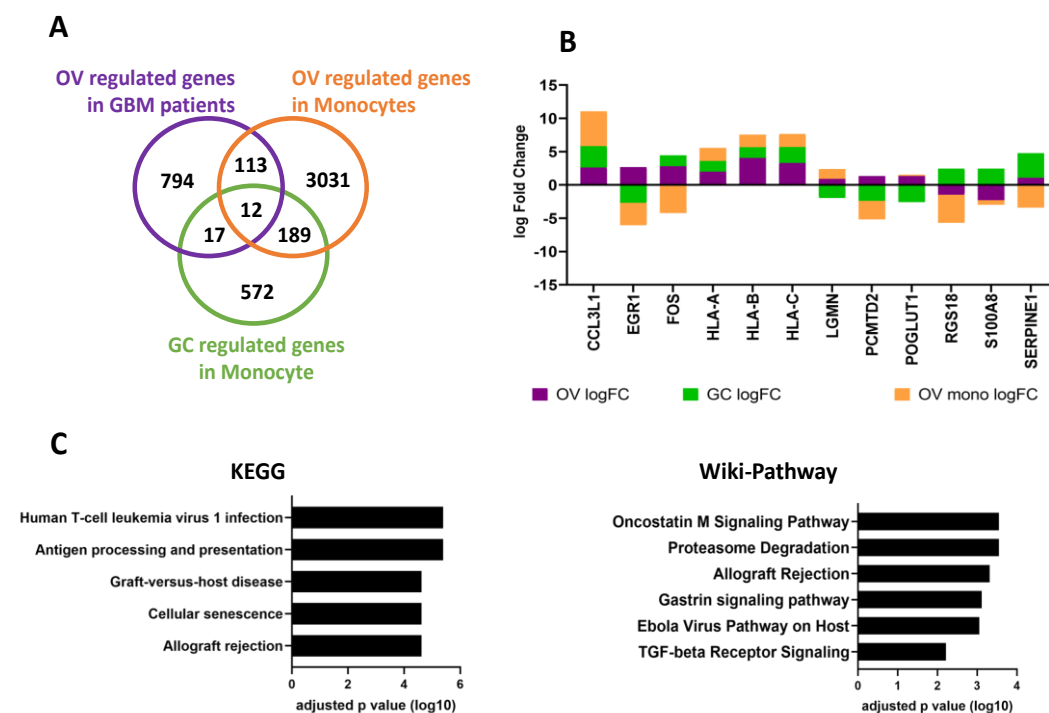 A
OV regulated genes
in GBM patients
OV regulated genes
in Monocytes
794
113
3031
12
17
189
572
GC regulated genes
in Monocyte
B
log Fold Change
15
10
5
0
-5
-10
-15
CCL3L1
EGR1
FOS
HLA-A
HLA-B
HLA-C
LGMN
PCMTD2
POGLUT1
RGS18
S100A8
SERPINE1
OV logFC
GC logFC
OV mono logFC
C
KEGG
Human T-cell leukemia virus 1 infection
Antigen processing and presentation
Graft-versus-host disease
Cellular senescence
Allograft rejection
0 2 4 6
adjusted p value (log10)
Wiki-Pathway
Oncostatin M Signaling Pathway
Proteasome Degradation
Allograft Rejection
Gastrin signaling pathway
Ebola Virus Pathway on Host
TGF-beta Receptor Signaling
0 1 2 3 4
adjusted p value (log10)